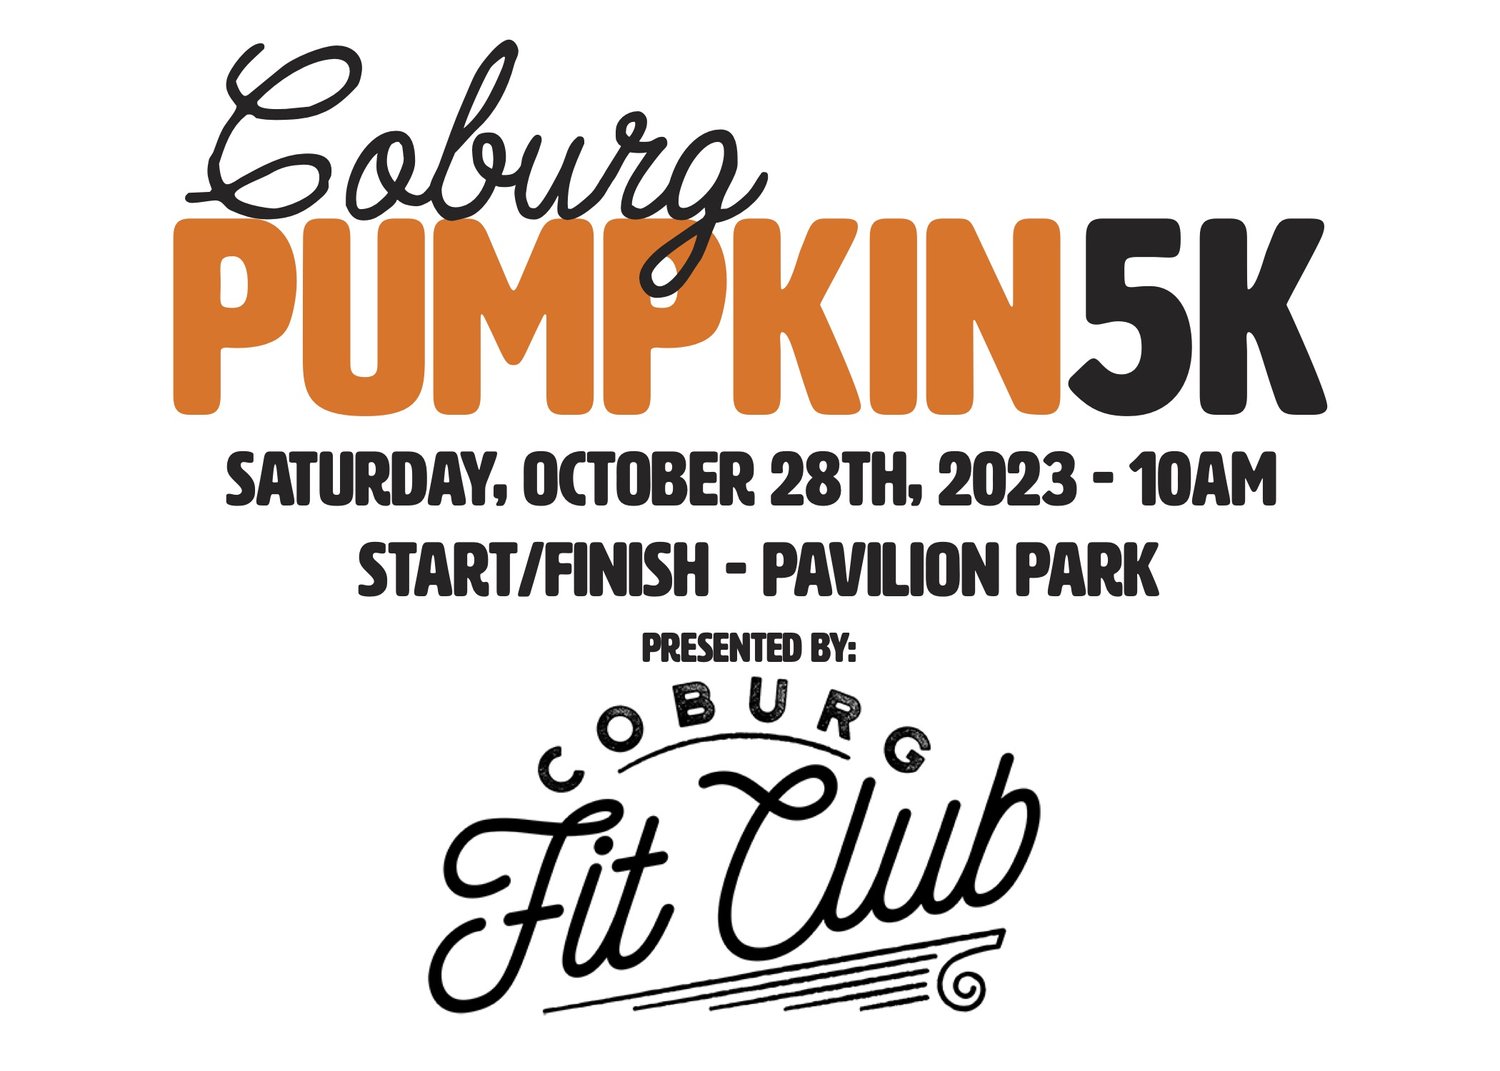 Coburg
PUMPKIN5K
SATURDAY, OCTOBER 28TH, 2023 - 10AM
START/FINISH - PAVILION PARK
PRESENTED BY:
COBURG
Fit Club